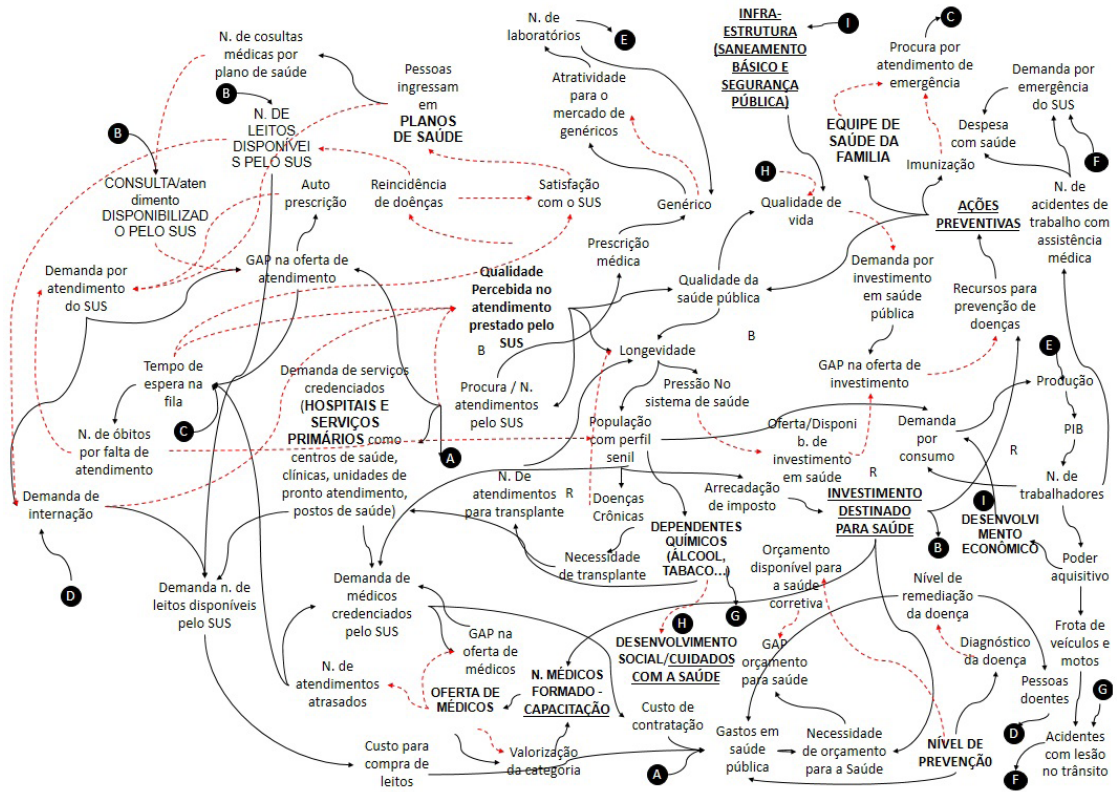 N. de cosultas
médicas por
plano de saúde
B
N. DE
LEITOS
DISPONÍVEI
S PELO SUS
B
CONSULTA/aten
dimento
DISPONIBILIZAD
O PELO SUS
Pessoas
ingressam
em
PLANOS
DE SAÚDE
Auto
prescrição
Reincidência
de doênças
Satisfação
com o SUS
N. de
laboratórios
E
Atratividade
para o
mercado de
genéricos
Genérico
INFRA-
ESTRUTURA
(SANEAMENTO
BÁSICO E
SEGURANÇA
PÚBLICA)
I
C
Procura por
atendimento de
emergência
Demanda por
emergência
do SUS
Despesa
com saúde
F
EQUIPE DE
SAÚDE DA
FAMILIA
Imunização
H
Qualidade de
vida
AÇÕES
PREVENTIVAS
N. de
acidentes de
trabalho com
assistência
médica
Demanda por
atendimento
do SUS
GAP na oferta de
atendimento
Qualidade
Percebida no
atendimento
prestado pelo
SUS
Prescrição
médica
Qualidade da
saúde pública
Demanda por
investimento
em saúde
pública
Recursos para
prevenção de
doenças
B
B
Longevidade
GAP na oferta de
investimento
E
Produção
Tempo de
espera na
fila
C
Demanda de serviços
credenciados
(HOSPITAIS E
SERVIÇOS
PRIMÁRIOS) como
centros de saúde,
clínicas, unidades de
pronto atendimento,
postos de saúde)
Procura / N.
atendimentos
pelo SUS
Pressão No
sistema de saúde
População
com perfil
senil
Oferta/Disponi
b. de
investimento
em saúde
Demanda
por
consumo
PIB
R
N. de óbitos
por falta de
atendimento
A
Demanda de
internação
N. De
atendimentos
para transplante
R
Doenças
Crônicas
Arrecadação
de imposto
R
INVESTIMENTO
DESTINADO
PARA SAÚDE
N. de
trabalhadores
I
DESENVOLVI
MENTO
ECONÔMICO
B
D
Necessidade
de transplante
DEPENDENTES
QUÍMICOS
(ÁLCOOL,
TABACO...)
G
Orçamento
disponível para
a saúde
corretiva
Nível de
remediação
da doença
Poder
aquisitivo
Demanda n. de
leitos disponíveis
pelo SUS
Demanda de
médicos
credenciados
pelo SUS
GAP na
oferta de
médicos
H
DESENVOLVIMENTO
SOCIAL/CUIDADOS
COM A SAÚDE
GAP
orçamento
para saúde
Diagnóstico
da doença
Frota de
veículos e
motos
N. de
atendimentos
atrasados
OFERTA DE
MÉDICOS
N. MÉDICOS
FORMADO -
CAPACITAÇÃO
Custo de
contratação
Pessoas
doentes
G
D
Custo para
compra de
leitos
Valorização
da categoria
A
Gastos em
saúde
pública
Necessidade
de orçamento
para a Saúde
NÍVEL DE
PREVENÇÃ0
Acidentes
com lesão
no trânsito
F